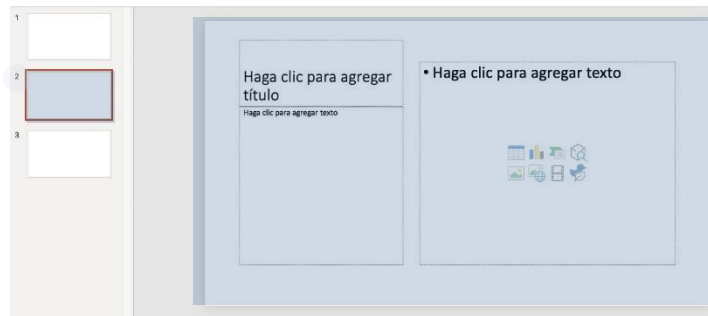 1
2
3
Haga clic para agregar
título
Haga clic para agregar texto
• Haga clic para agregar texto